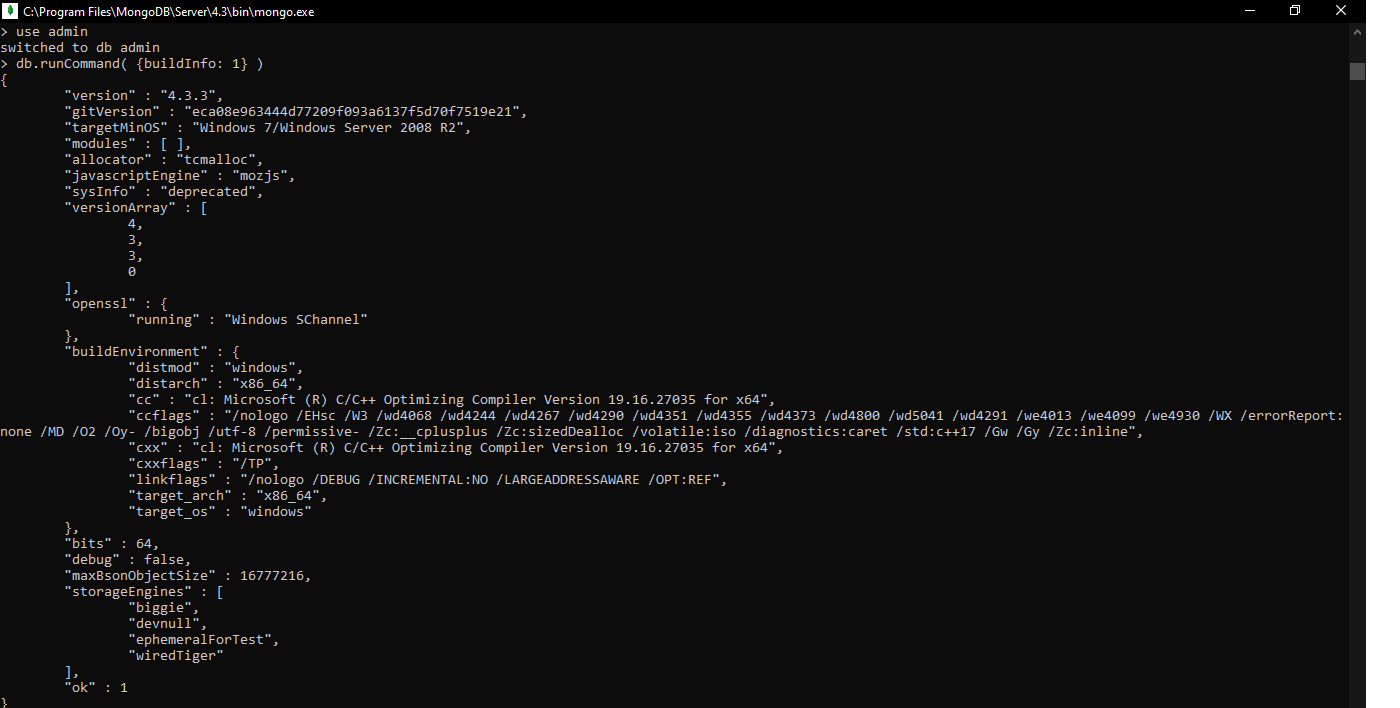 C:\Program Files\MongoDB\Server\4.3\bin\mongo.exe
> use admin
switched to db admin
> db.runCommand( {buildInfo: 1} )
{
        "version" : "4.3.3",
        "gitVersion" : "eca08e963444d77209f093a6137f5d70f7519e21",
        "targetMinOS" : "Windows 7/Windows Server 2008 R2",
        "modules" : [ ],
        "allocator" : "tcmalloc",
        "javascriptEngine" : "mozjs",
        "sysInfo" : "deprecated",
        "versionArray" : [
                4,
                3,
                3,
                0
        ],
        "openssl" : {
                "running" : "Windows SChannel"
        },
        "buildEnvironment" : {
                "distmod" : "windows",
                "distarch" : "x86_64",
                "cc" : "cl: Microsoft (R) C/C++ Optimizing Compiler Version 19.16.27035 for x64",
                "ccflags" : "/nologo /EHsc /W3 /wd4068 /wd4244 /wd4267 /wd4290 /wd4351 /wd4355 /wd4373 /wd4800 /wd5041 /wd4291 /we4013 /we4099 /we4930 /WX /errorReport:
none /MD /O2 /Oy- /bigobj /utf-8 /permissive- /Zc:__cplusplus /Zc:sizedDealloc /volatile:iso /diagnostics:caret /std:c++17 /Gw /Gy /Zc:inline",
                "cxx" : "cl: Microsoft (R) C/C++ Optimizing Compiler Version 19.16.27035 for x64",
                "cxxflags" : "/TP",
                "linkflags" : "/nologo /DEBUG /INCREMENTAL:NO /LARGEADDRESSAWARE /OPT:REF",
                "target_arch" : "x86_64",
                "target_os" : "windows"
        },
        "bits" : 64,
        "debug" : false,
        "maxBsonObjectSize" : 16777216,
        "storageEngines" : [
                "biggie",
                "devnull",
                "ephemeralForTest",
                "wiredTiger"
        ],
        "ok" : 1
}